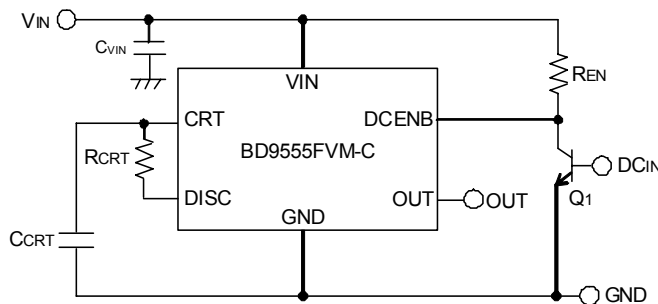 VIN
CVIN
VIN
REN
CRT
DCENB
RCRT
BD9555FVM-C
DCIN
DISC
OUT
OUT
Q1
GND
CCRT
GND